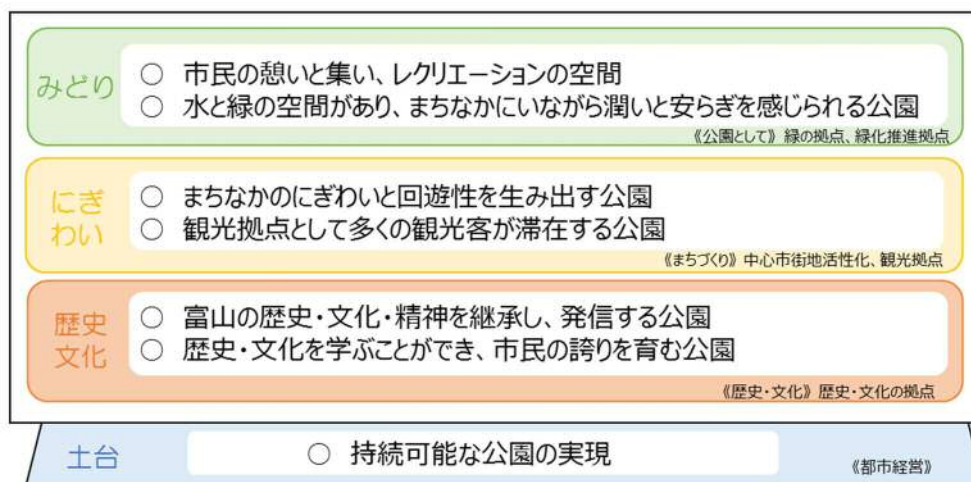 みどり
○ 市民の憩いと集い、レクリエーションの空間
○ 水と緑の空間があり、まちなかにいながら潤いと安らぎを感じられる公園
《公園として》 緑の拠点、緑化推進拠点
にぎ
わい
○ まちなかのにぎわいと回遊性を生み出す公園
○ 観光拠点として多くの観光客が滞在する公園
《まちづくり》 中心市街地活性化、観光拠点
歴史
文化
○ 富山の歴史・文化・精神を継承し、発信する公園
○ 歴史・文化を学ぶことができ、市民の誇りを育む公園
《歴史・文化》 歴史・文化の拠点
土台
○ 持続可能な公園の実現
《都市経営》